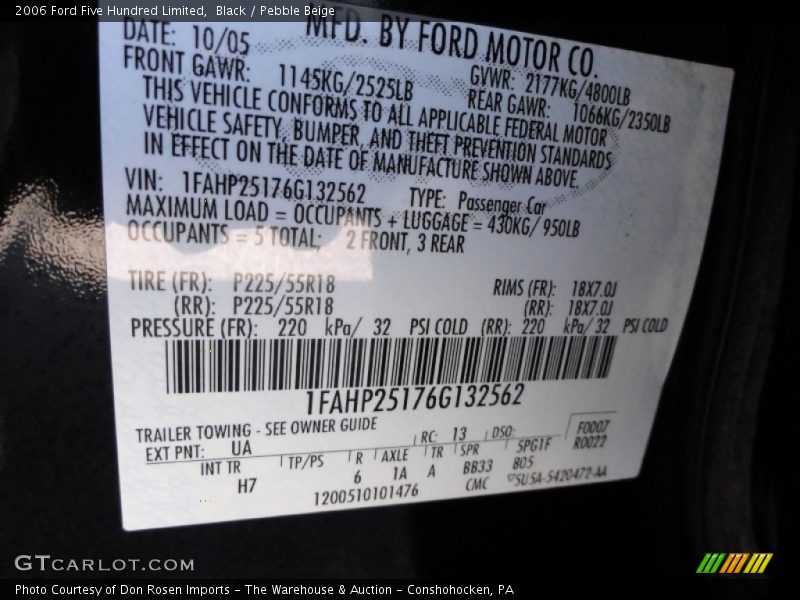 2006 Ford Five Hundred Limited, Black / Pebble Beige
MFD. BY FORD MOTOR CO.
DATE: 10/05 GVWR: 2177KG/4800LB
FRONT GAWR: 1145KG/2525LB REAR GAWR: 1066KG/2350LB
THIS VEHICLE CONFORMS TO ALL APPLICABLE FEDERAL MOTOR
VEHICLE SAFETY, BUMPER, AND THEFT PREVENTION STANDARDS
IN EFFECT ON THE DATE OF MANUFACTURE SHOWN ABOVE
VIN: 1FAHP25176G132562 TYPE: Passenger Car
MAXIMUM LOAD = OCCUPANTS + LUGGAGE = 430KG/ 950LB
OCCUPANTS = 5 TOTAL; 2 FRONT, 3 REAR
TIRE (FR): P225/55R18 RIMS (FR): 18X7.0J
(RR): P225/55R18 (RR): 18X7.0J
PRESSURE (FR): 220 kPa/ 32 PSI COLD (RR): 220 kPa/ 32 PSI COLD
1FAHP25176G132562
TRAILER TOWING - SEE OWNER GUIDE F0007
EXT PNT: UA RC: 13 DSO: R0022
INT TR TP/PS R AXLE TR SPR 5PG1F
H7 6 1A A BB33 805
1200510101476 CMC 5U5A-5420472-AA
GTCARLOT.COM
Photo Courtesy of Don Rosen Imports – The Warehouse & Auction – Conshohocken, PA